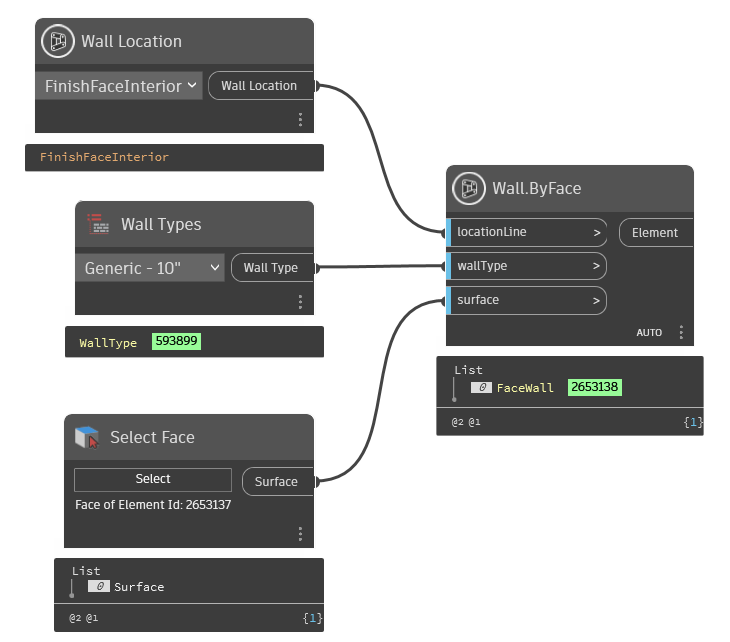 Wall Location
FinishFaceInterior
Wall Location
FinishFaceInterior
Wall Types
Generic - 10"
Wall Type
WallType 593899
Select Face
Select
Surface
Face of Element Id: 2653137
List
0 Surface
@2 @1 {1}
Wall.ByFace
locationLine >
Element
wallType >
surface >
AUTO
List
0 FaceWall 2653138
@2 @1 {1}